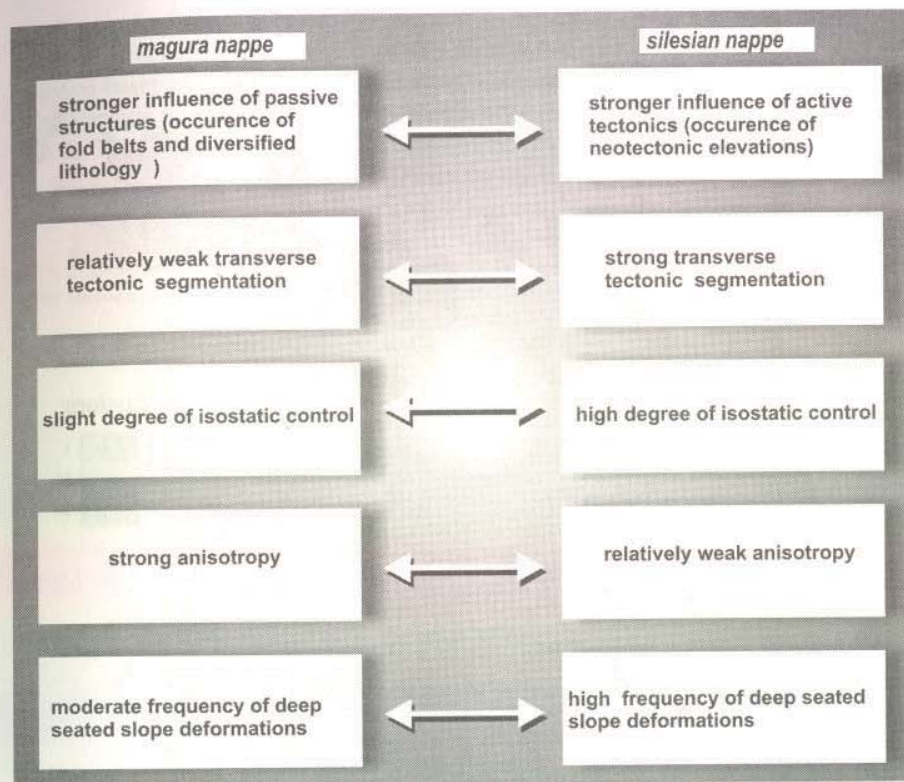 magura nappe
silesian nappe
stronger influence of passive
structures (occurence of
fold belts and diversified
lithology )
stronger influence of active
tectonics (occurence of
neotectonic elevations)
relatively weak transverse
tectonic segmentation
strong transverse
tectonic segmentation
slight degree of isostatic control
high degree of isostatic control
strong anisotropy
relatively weak anisotropy
moderate frequency of deep
seated slope deformations
high frequency of deep seated
slope deformations